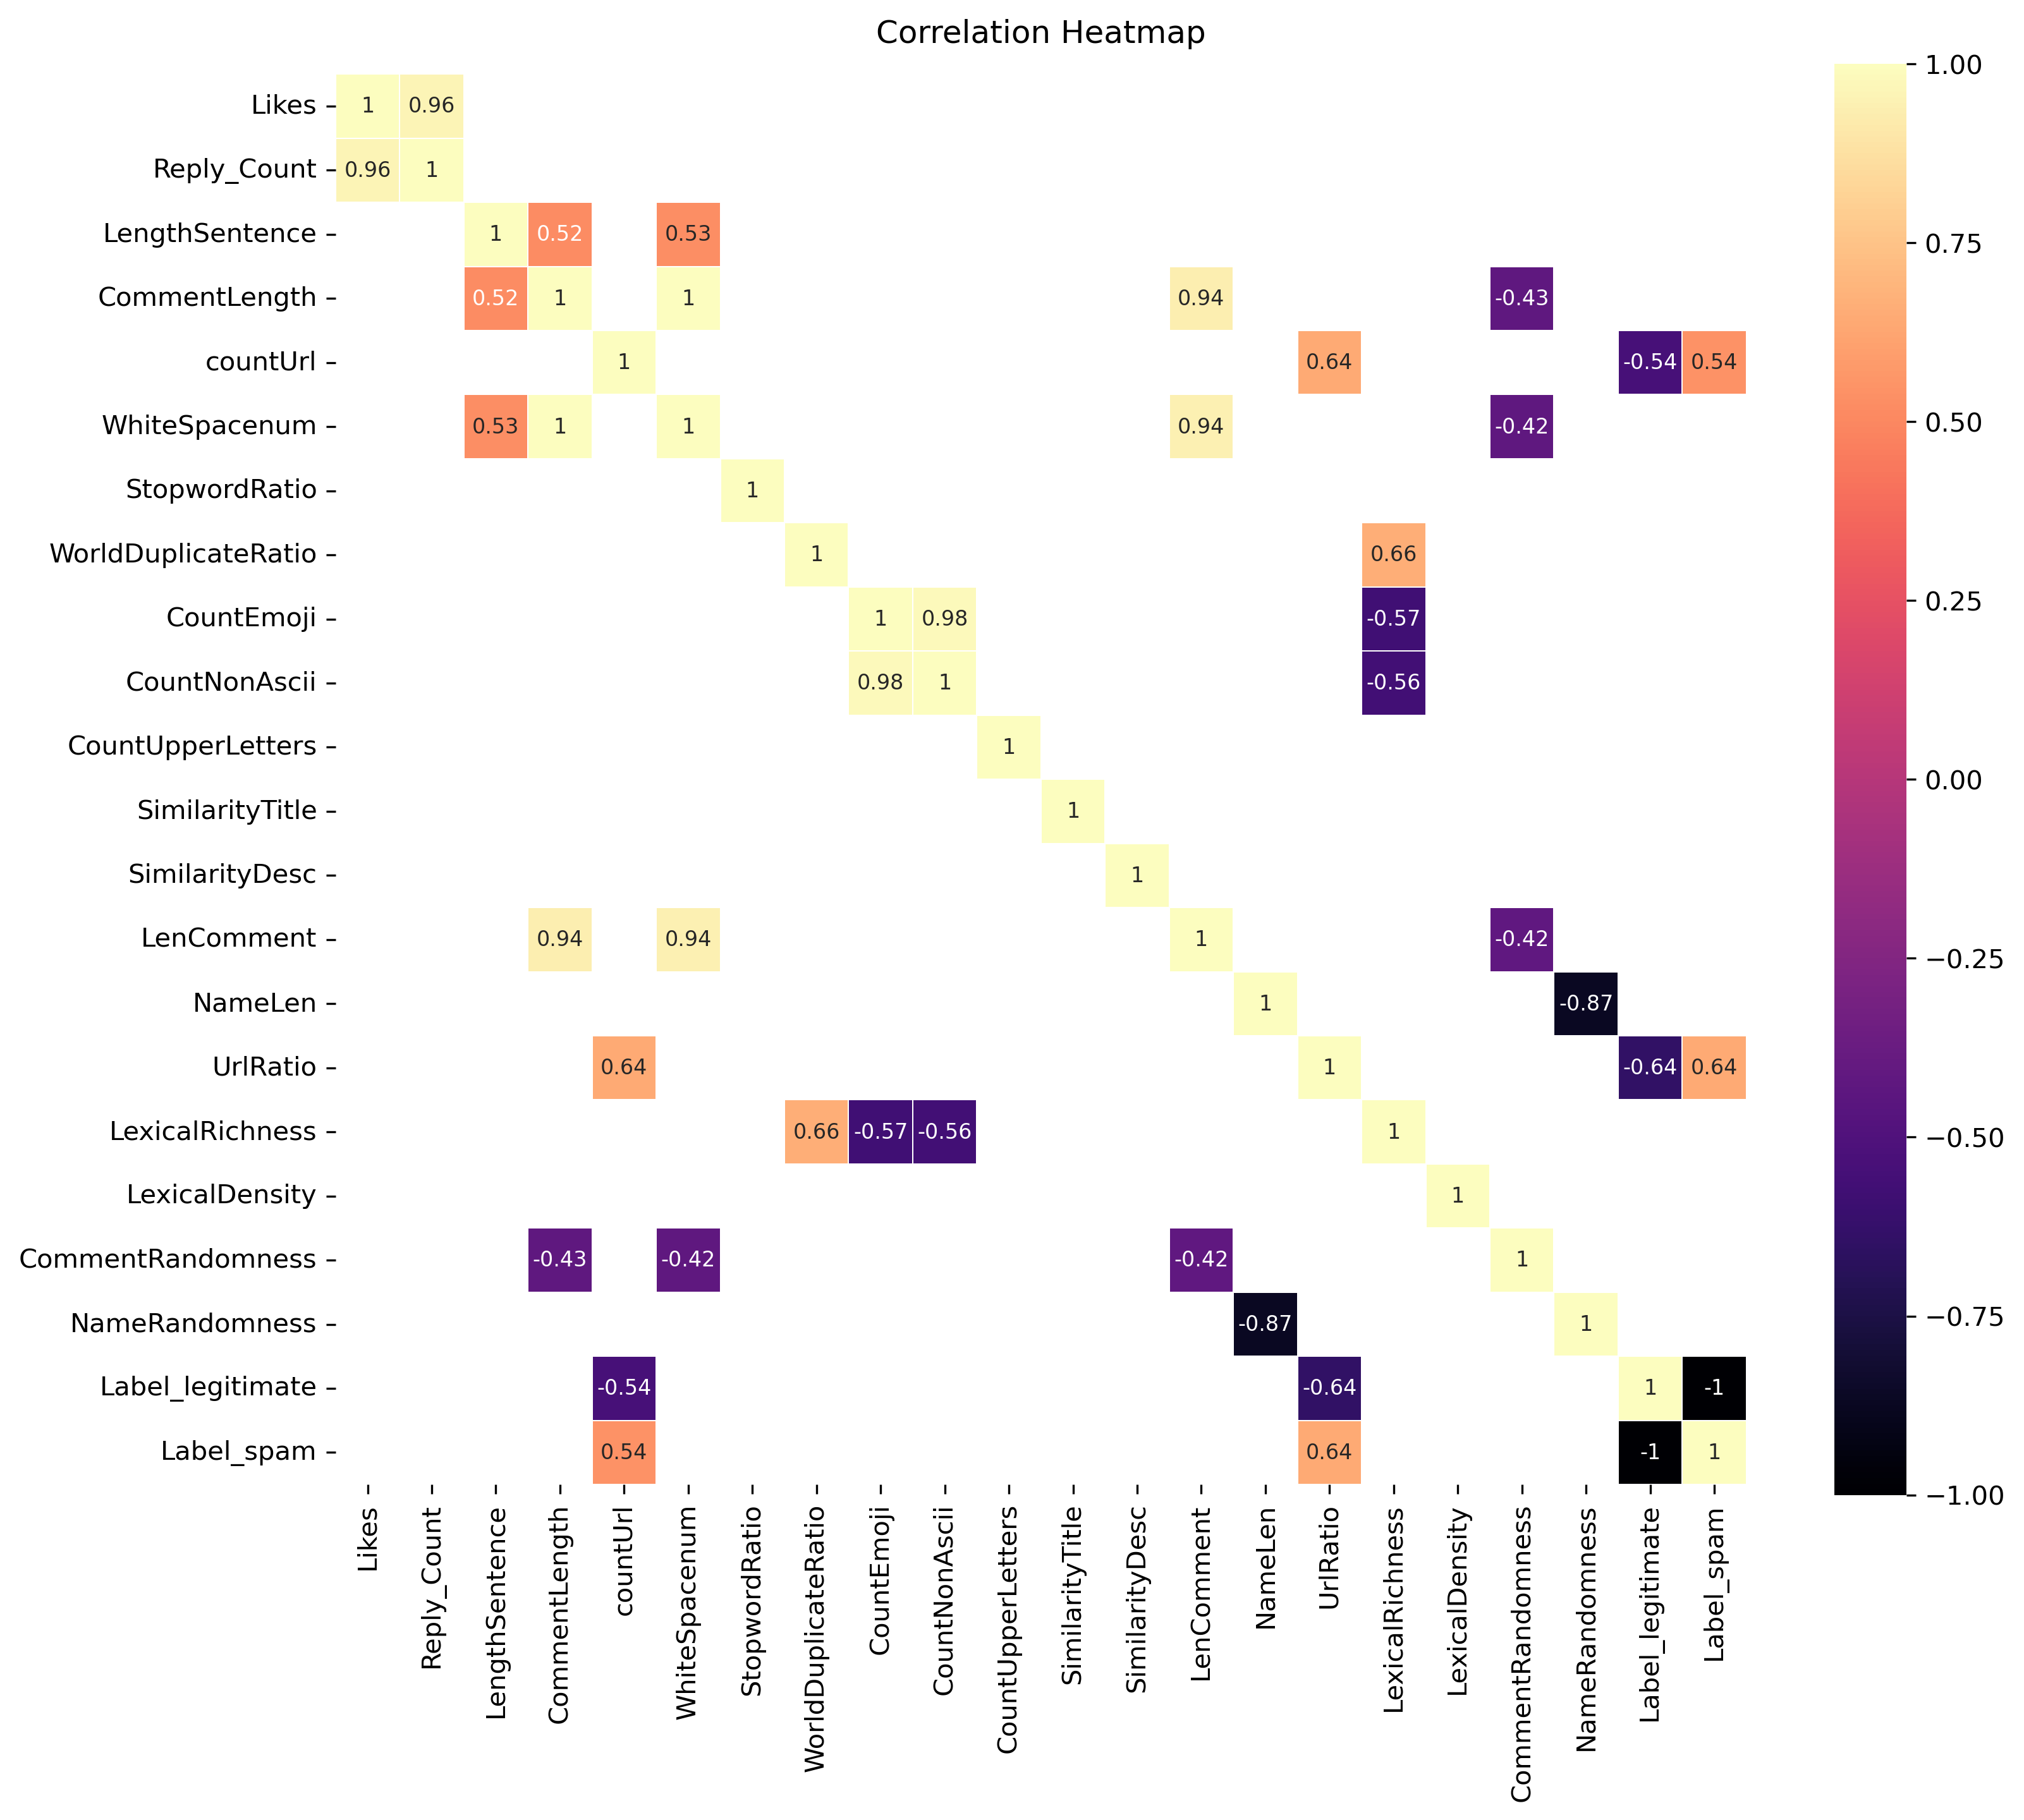 Correlation Heatmap
Likes 1 0.96
Reply_Count 0.96 1
LengthSentence 1 0.52 0.53
CommentLength 0.52 1 1 0.94 -0.43
countUrl 1 0.64 -0.54 0.54
WhiteSpacenum 0.53 1 1 0.94 -0.42
StopwordRatio 1
WorldDuplicateRatio 1 0.66
CountEmoji 1 0.98 -0.57
CountNonAscii 0.98 1 -0.56
CountUpperLetters 1
SimilarityTitle 1
SimilarityDesc 1
LenComment 0.94 0.94 1 -0.42
NameLen 1 -0.87
UrlRatio 0.64 1 -0.64 0.64
LexicalRichness 0.66 -0.57 -0.56 1
LexicalDensity 1
CommentRandomness -0.43 -0.42 -0.42 1
NameRandomness -0.87 1
Label_legitimate -0.54 -0.64 1 -1
Label_spam 0.54 0.64 -1 1
Likes
Reply_Count
LengthSentence
CommentLength
countUrl
WhiteSpacenum
StopwordRatio
WorldDuplicateRatio
CountEmoji
CountNonAscii
CountUpperLetters
SimilarityTitle
SimilarityDesc
LenComment
NameLen
UrlRatio
LexicalRichness
LexicalDensity
CommentRandomness
NameRandomness
Label_legitimate
Label_spam
1.00
0.75
0.50
0.25
0.00
−0.25
−0.50
−0.75
−1.00